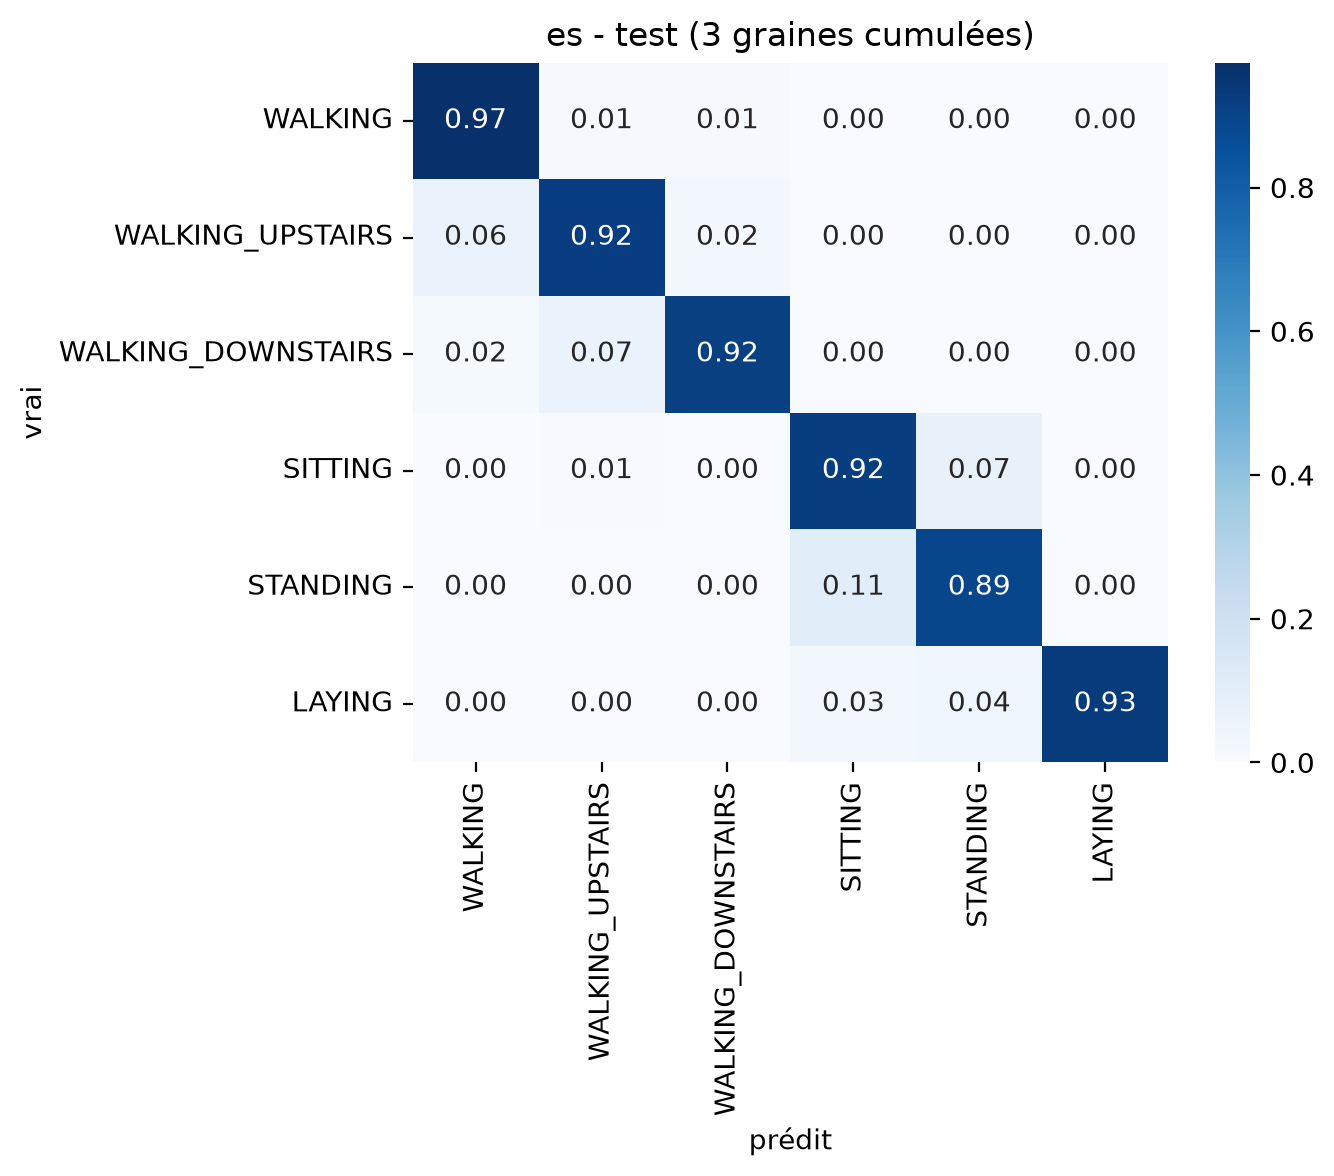 es - test (3 graines cumulées)
WALKING 0.97 0.01 0.01 0.00 0.00 0.00
WALKING_UPSTAIRS 0.06 0.92 0.02 0.00 0.00 0.00
WALKING_DOWNSTAIRS 0.02 0.07 0.92 0.00 0.00 0.00
SITTING 0.00 0.01 0.00 0.92 0.07 0.00
STANDING 0.00 0.00 0.00 0.11 0.89 0.00
LAYING 0.00 0.00 0.00 0.03 0.04 0.93
vrai
WALKING
WALKING_UPSTAIRS
WALKING_DOWNSTAIRS
SITTING
STANDING
LAYING
prédit
0.8
0.6
0.4
0.2
0.0